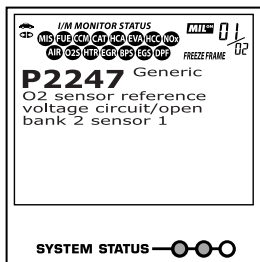 I/M MONITOR STATUS
MIL ON 01/02
MIS FUE CCM CAT HCA EVA HCC NOx
AIR O2S HTR EGR BPS EGS DPF
FREEZE FRAME
P2247 Generic
O2 sensor reference
voltage circuit/open
bank 2 sensor 1
SYSTEM STATUS